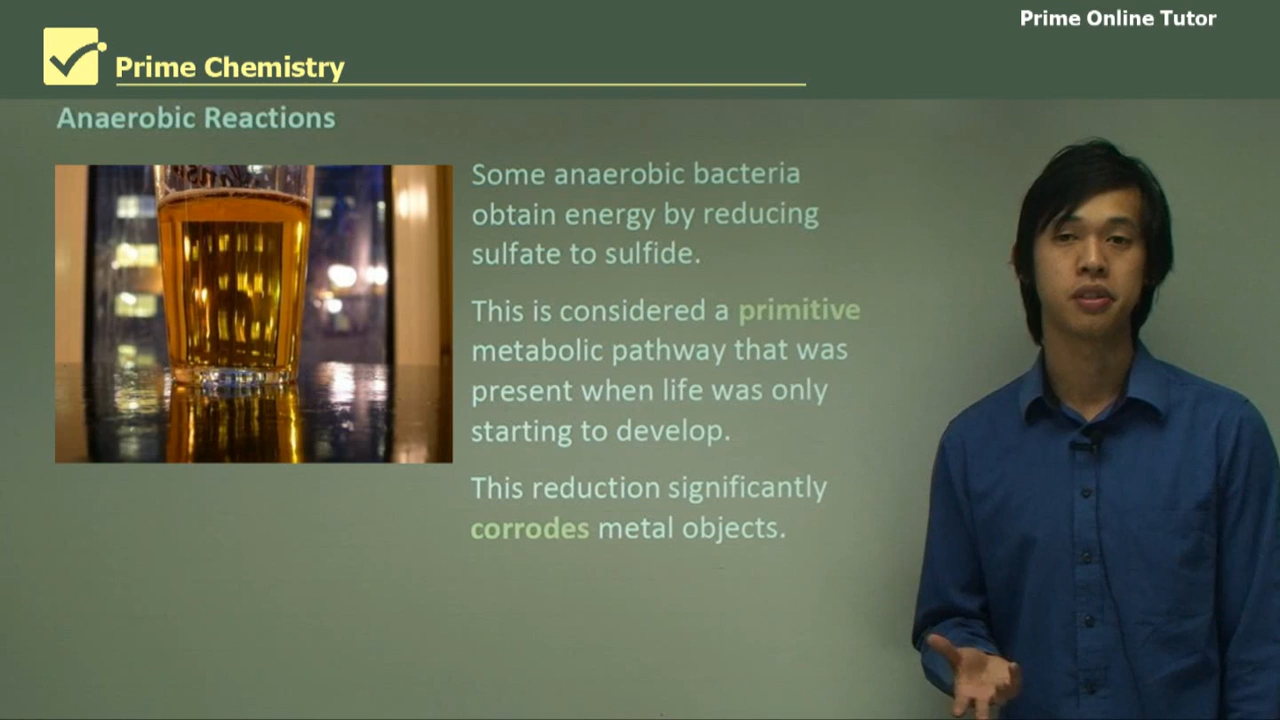 Prime Online Tutor
Prime Chemistry
Anaerobic Reactions
Some anaerobic bacteria
obtain energy by reducing
sulfate to sulfide.
This is considered a primitive
metabolic pathway that was
present when life was only
starting to develop.
This reduction significantly
corrodes metal objects.